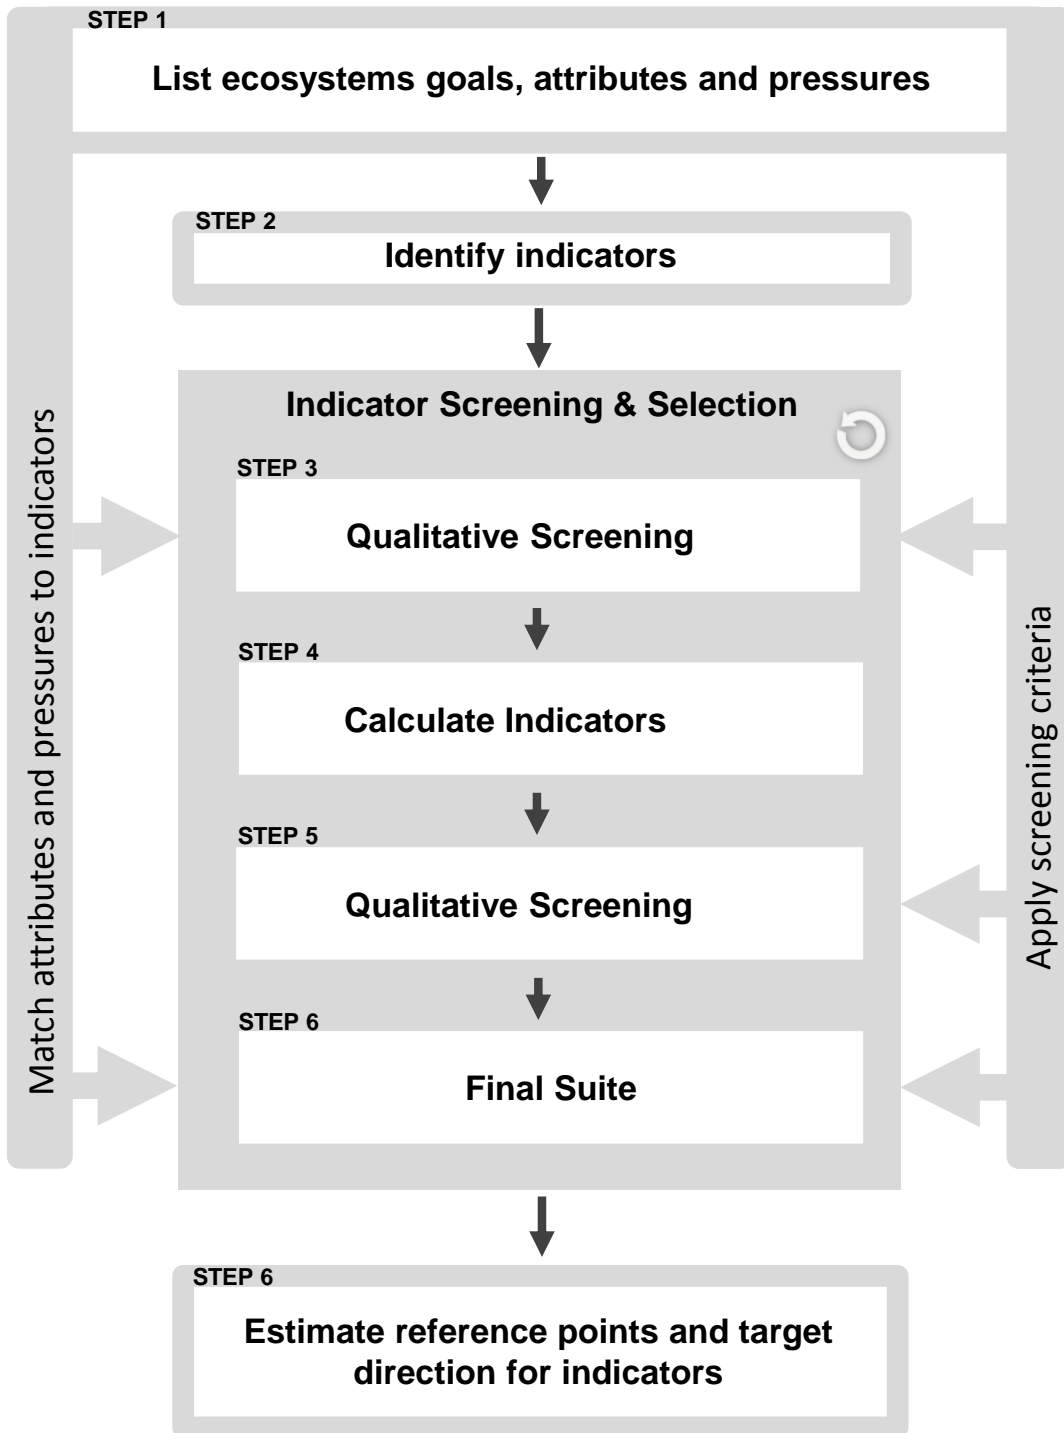 STEP 1
List ecosystems goals, attributes and pressures
STEP 2
Identify indicators
Indicator Screening & Selection
STEP 3
Qualitative Screening
STEP 4
Calculate Indicators
STEP 5
Qualitative Screening
STEP 6
Final Suite
Match attributes and pressures to indicators
Apply screening criteria
STEP 6
Estimate reference points and target
direction for indicators